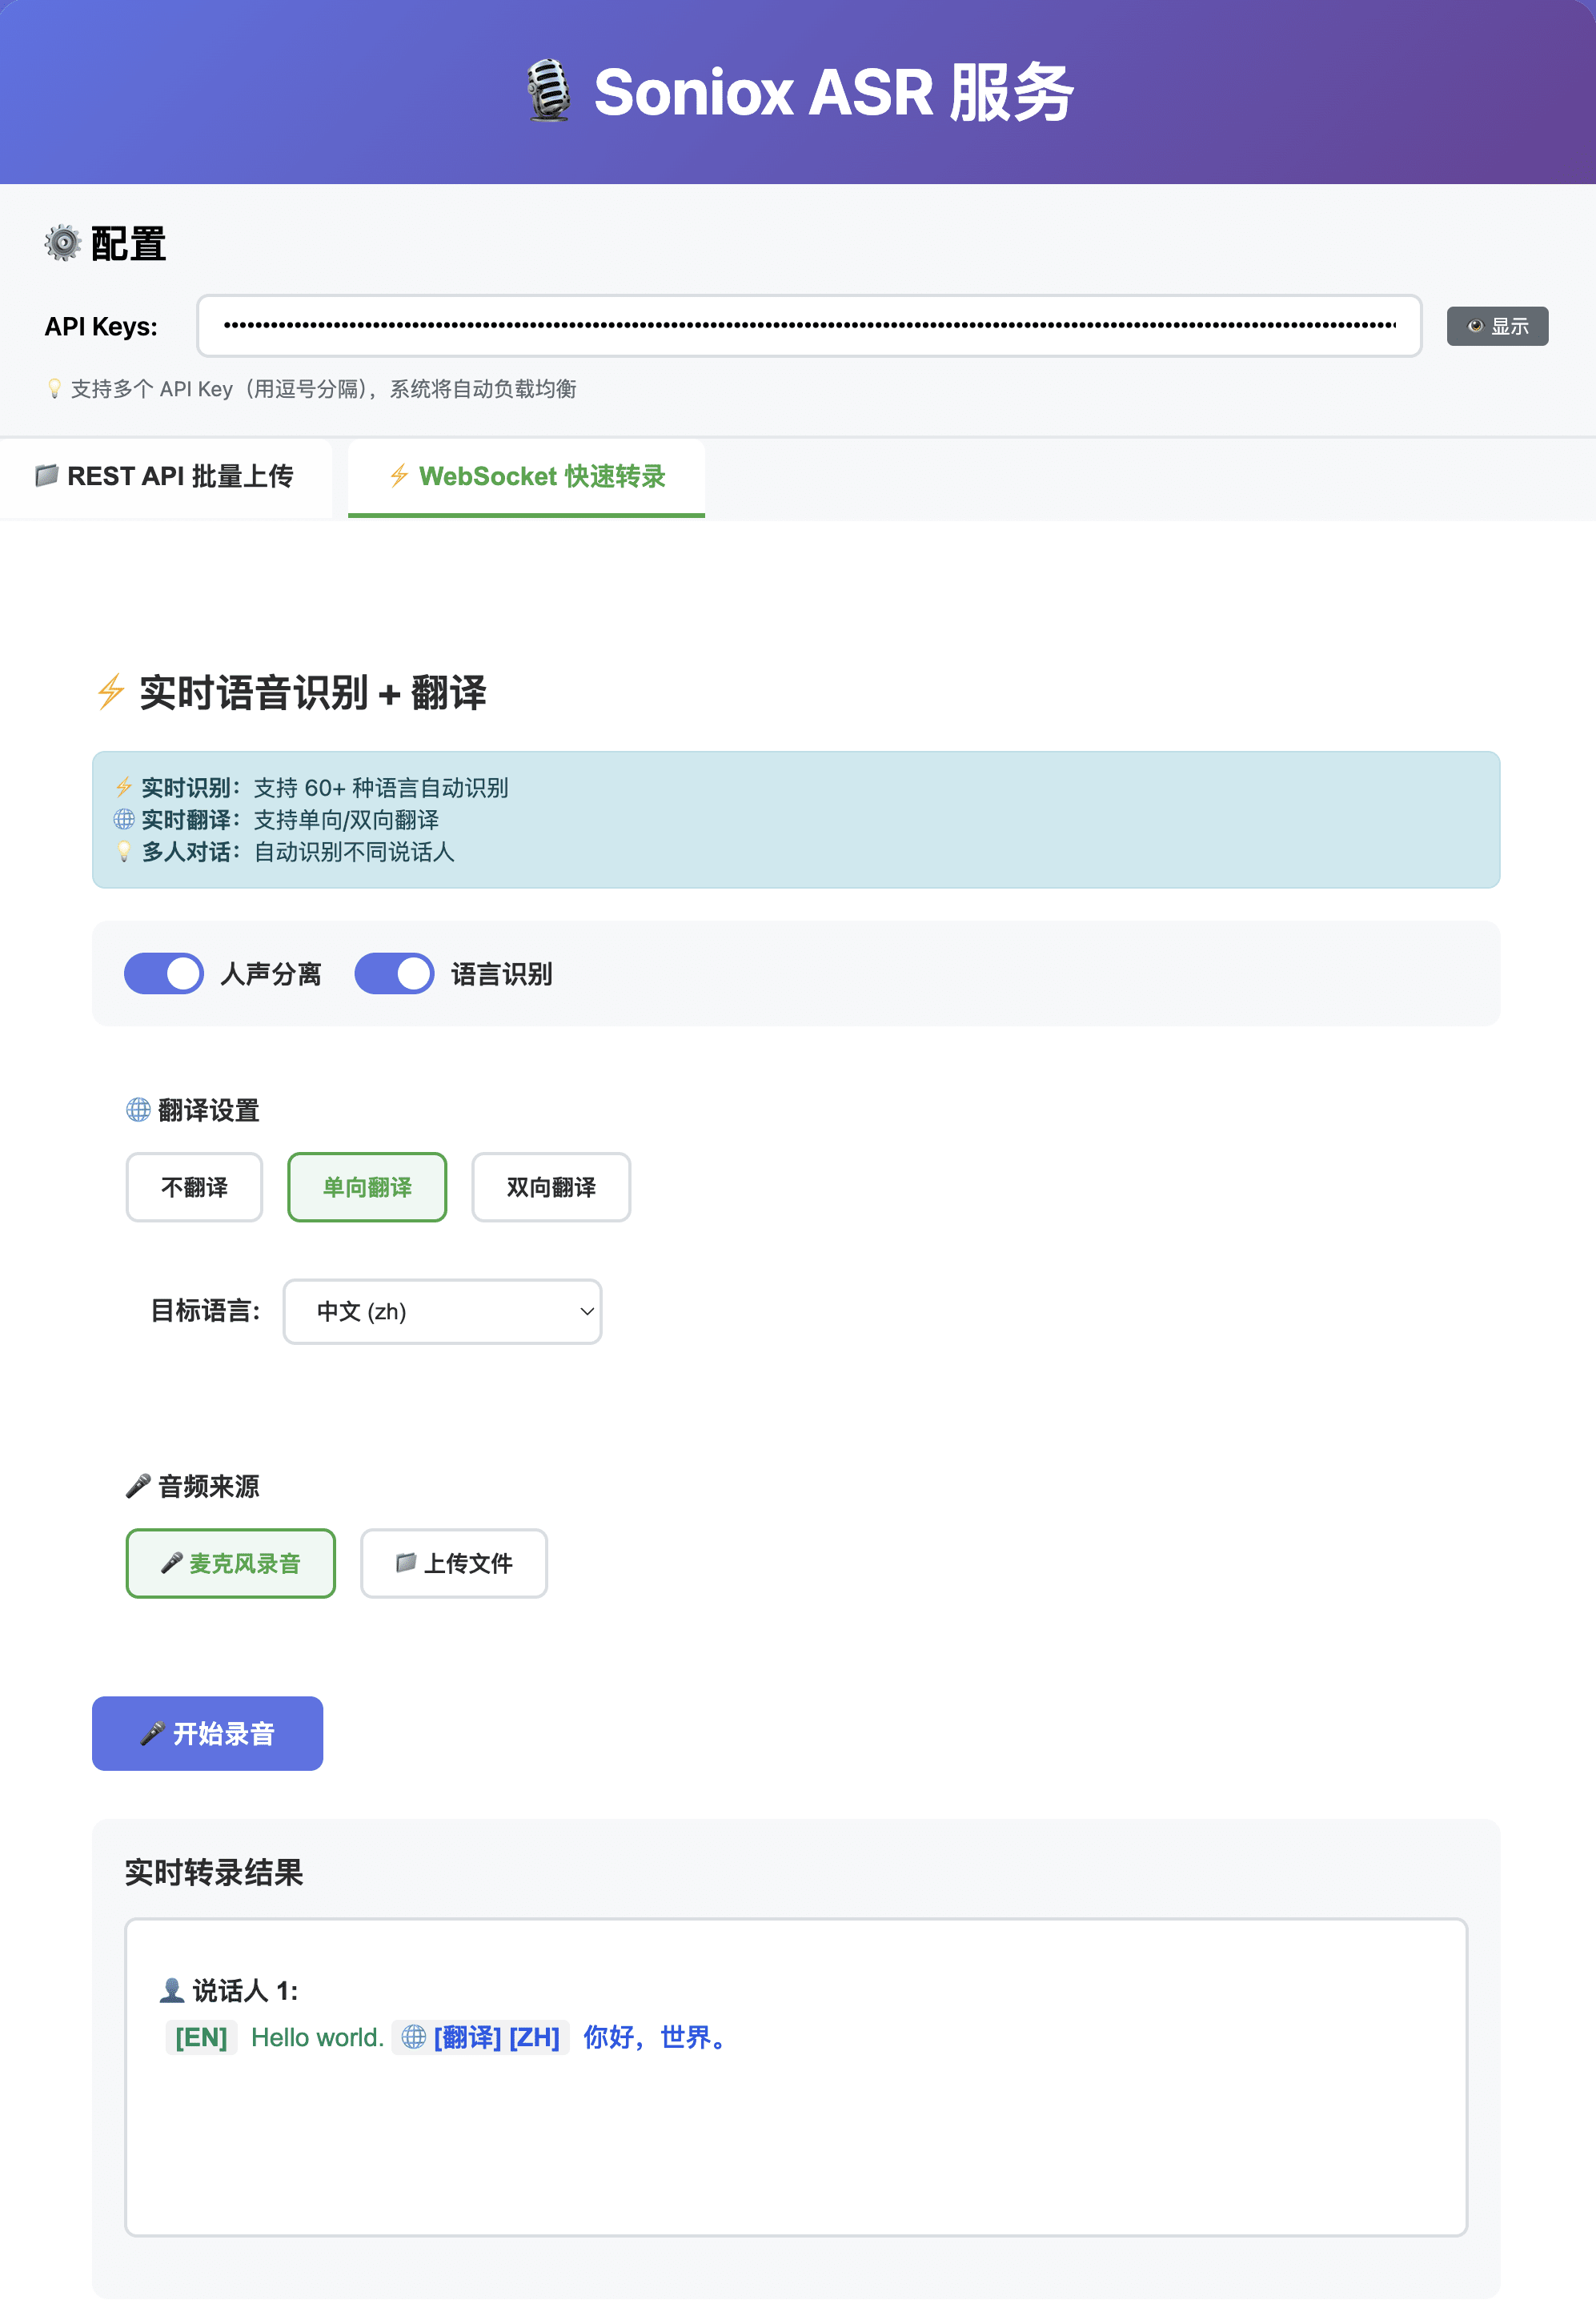 🎙️ Soniox ASR 服务
⚙️ 配置
API Keys:
👁️ 显示
💡 支持多个 API Key（用逗号分隔），系统将自动负载均衡
📁 REST API 批量上传
⚡ WebSocket 快速转录
⚡ 实时语音识别 + 翻译
⚡ 实时识别：支持 60+ 种语言自动识别
🌐 实时翻译：支持单向/双向翻译
💡 多人对话：自动识别不同说话人
人声分离
语言识别
🌐 翻译设置
不翻译
单向翻译
双向翻译
目标语言:
中文 (zh)
🎤 音频来源
🎤 麦克风录音
📁 上传文件
🎤 开始录音
实时转录结果
👤 说话人 1:
[EN] Hello world. 🌐 [翻译] [ZH] 你好，世界。